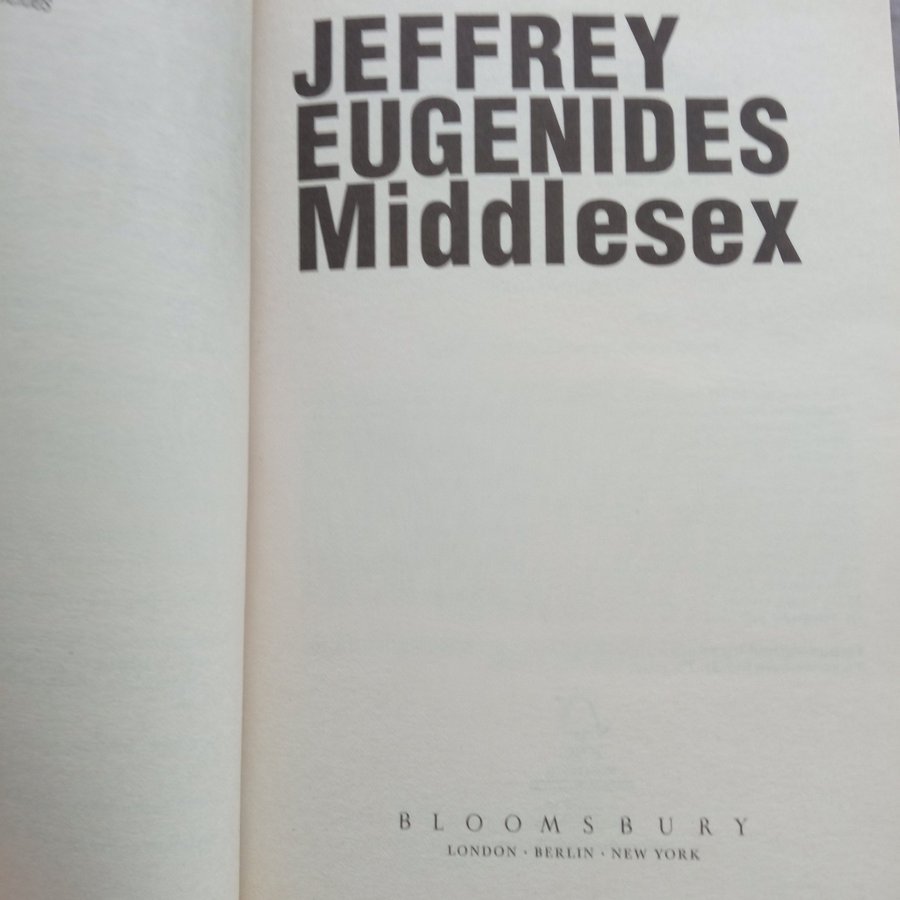 JEFFREY
EUGENIDES
Middlesex
BLOOMSBURY
LONDON · BERLIN · NEW YORK